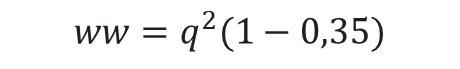 ww = q²(1 − 0,35)